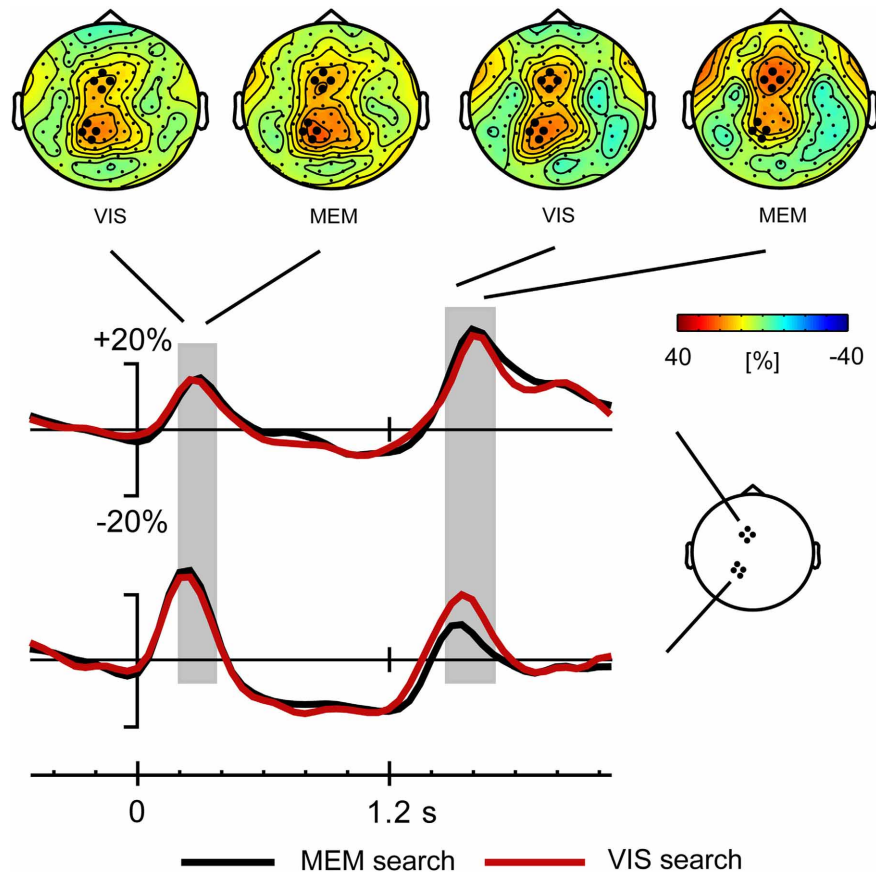 VIS MEM VIS MEM
+20%
40 [%] -40
-20%
0 1.2 s
MEM search VIS search